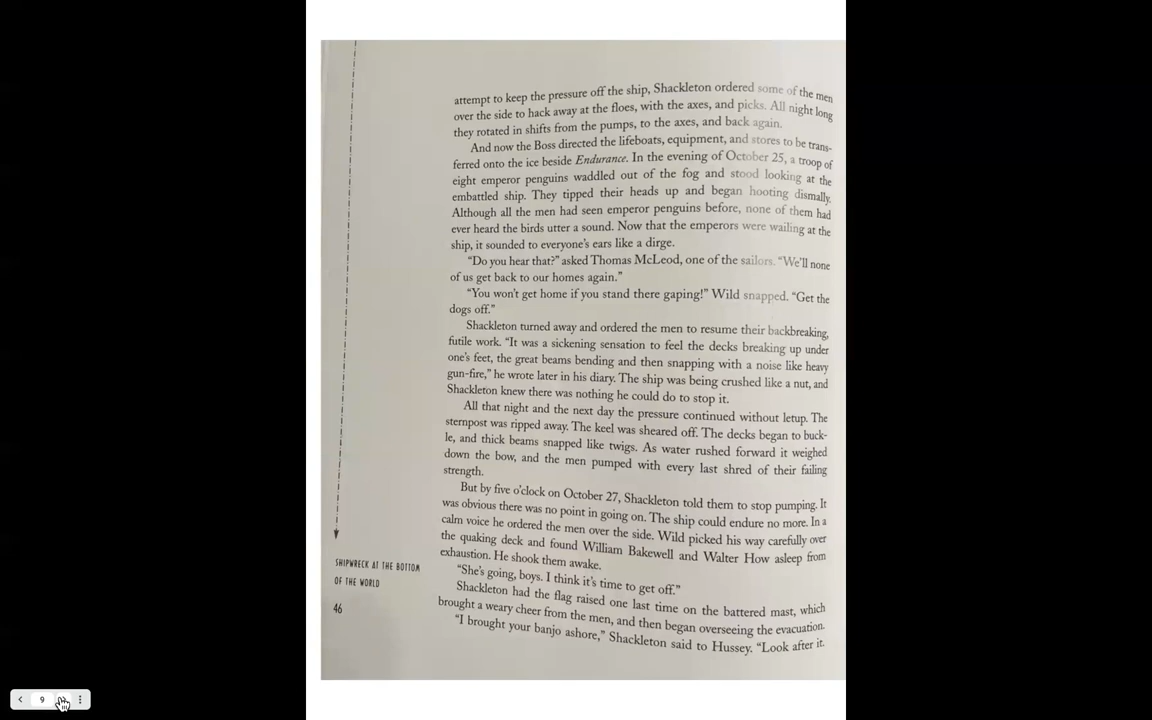 attempt to keep the pressure off the ship, Shackleton ordered some of the men
over the side to hack away at the floes, with the axes, and picks. All night long
they rotated in shifts from the pumps, to the axes, and back again.
And now the Boss directed the lifeboats, equipment, and stores to be trans-
ferred onto the ice beside Endurance. In the evening of October 25, a troop of
eight emperor penguins waddled out of the fog and stood looking at the
embattled ship. They tipped their heads up and began hooting dismally.
Although all the men had seen emperor penguins before, none of them had
ever heard the birds utter a sound. Now that the emperors were wailing at the
ship, it sounded to everyone's ears like a dirge.
"Do you hear that?" asked Thomas McLeod, one of the sailors. "We'll none
of us get back to our homes again."
"You won't get home if you stand there gaping!" Wild snapped. "Get the
dogs off."
Shackleton turned away and ordered the men to resume their backbreaking,
futile work. "It was a sickening sensation to feel the decks breaking up under
one's feet, the great beams bending and then snapping with a noise like heavy
gun-fire," he wrote later in his diary. The ship was being crushed like a nut, and
Shackleton knew there was nothing he could do to stop it.
All that night and the next day the pressure continued without letup. The
sternpost was ripped away. The keel was sheared off. The decks began to buck-
le, and thick beams snapped like twigs. As water rushed forward it weighed
down the bow, and the men pumped with every last shred of their failing
strength.
But by five o'clock on October 27, Shackleton told them to stop pumping. It
was obvious there was no point in going on. The ship could endure no more. In a
calm voice he ordered the men over the side. Wild picked his way carefully over
the quaking deck and found William Bakewell and Walter How asleep from
exhaustion. He shook them awake.
"She's going, boys. I think it's time to get off."
Shackleton had the flag raised one last time on the battered mast, which
brought a weary cheer from the men, and then began overseeing the evacuation.
"I brought your banjo ashore," Shackleton said to Hussey. "Look after it.
SHIPWRECK AT THE BOTTOM
OF THE WORLD
46
9